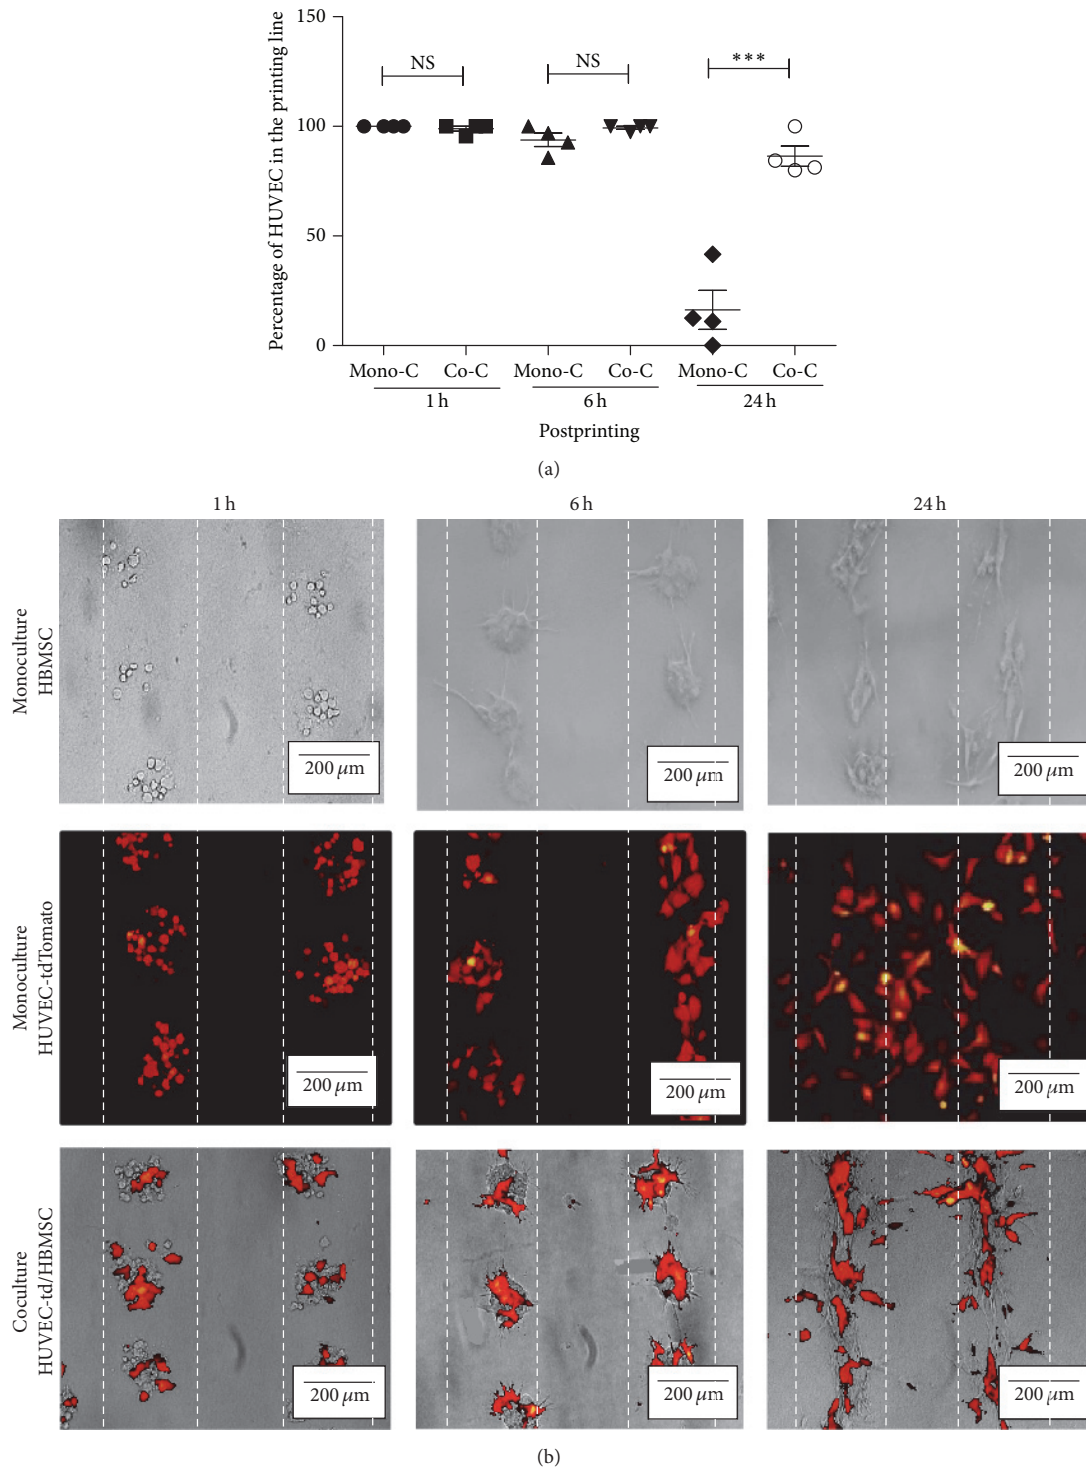 150
100
50
0
Percentage of HUVEC in the printing line
NS
NS
***
Mono-C Co-C Mono-C Co-C Mono-C Co-C
1 h 6 h 24 h
Postprinting
(a)
1 h 6 h 24 h
Monoculture
HBMSC
200 μm 200 μm 200 μm
Monoculture
HUVEC-tdTomato
200 μm 200 μm 200 μm
Coculture
HUVEC-td/HBMSC
200 μm 200 μm 200 μm
(b)